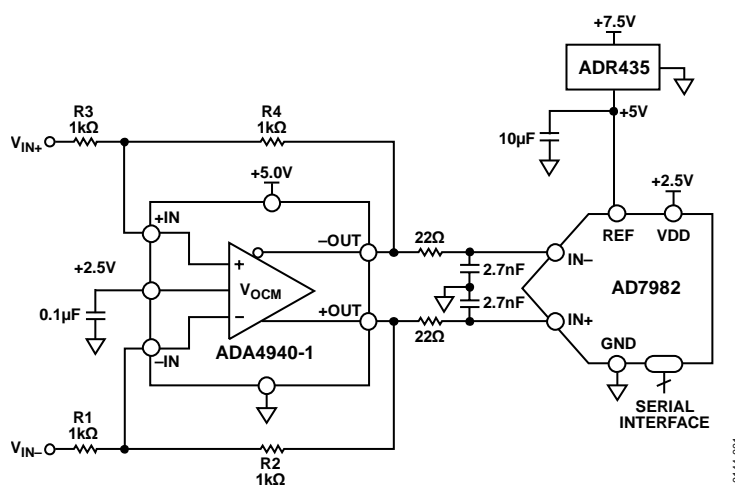 +7.5V
ADR435
+5V
10µF
R3
1kΩ
R4
1kΩ
VIN+
+5.0V
+2.5V
REF
VDD
+IN
–OUT
22Ω
IN–
+2.5V
+
VOCM
–
2.7nF
2.7nF
AD7982
0.1µF
+OUT
IN+
–IN
ADA4940-1
22Ω
GND
SERIAL
INTERFACE
R1
1kΩ
VIN–
R2
1kΩ